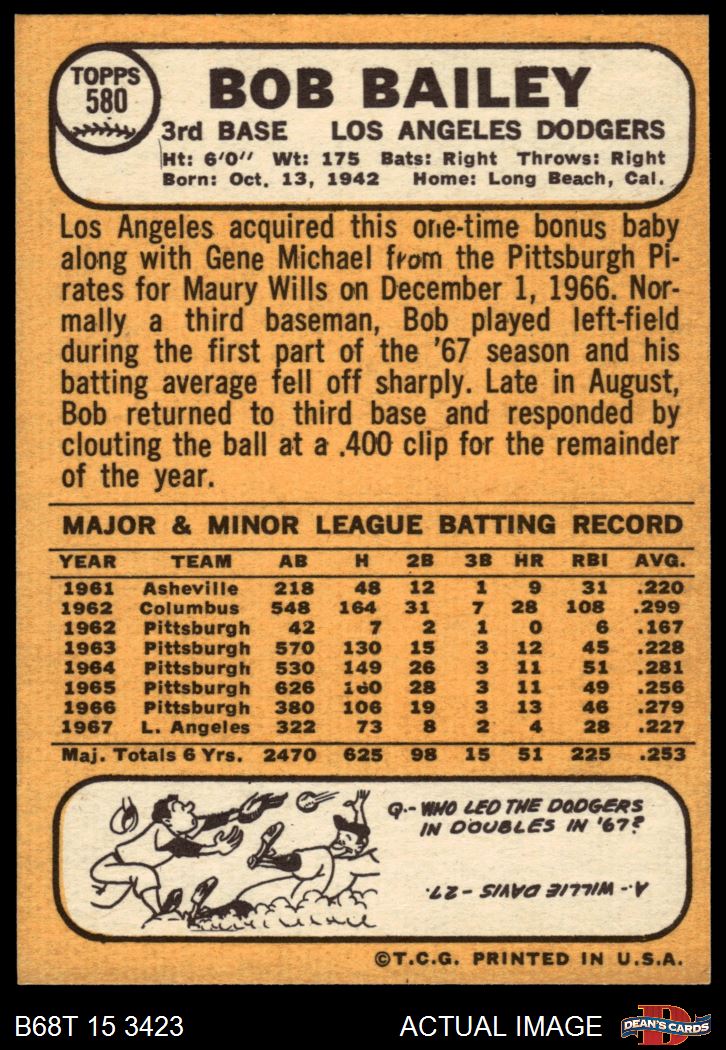 TOPPS
580
BOB BAILEY
3rd BASE LOS ANGELES DODGERS
Ht: 6'0" Wt: 175 Bats: Right Throws: Right
Born: Oct. 13, 1942 Home: Long Beach, Cal.
Los Angeles acquired this one-time bonus baby
along with Gene Michael from the Pittsburgh Pi-
rates for Maury Wills on December 1, 1966. Nor-
mally a third baseman, Bob played left-field
during the first part of the '67 season and his
batting average fell off sharply. Late in August,
Bob returned to third base and responded by
clouting the ball at a .400 clip for the remainder
of the year.
MAJOR & MINOR LEAGUE BATTING RECORD
YEAR TEAM AB H 2B 3B HR RBI AVG.
1961 Asheville 218 48 12 1 9 31 .220
1962 Columbus 548 164 31 7 28 108 .299
1962 Pittsburgh 42 7 2 1 0 6 .167
1963 Pittsburgh 570 130 15 3 12 45 .228
1964 Pittsburgh 530 149 26 3 11 51 .281
1965 Pittsburgh 626 160 28 3 11 49 .256
1966 Pittsburgh 380 106 19 3 13 46 .279
1967 L. Angeles 322 73 8 2 4 28 .227
Maj. Totals 6 Yrs. 2470 625 98 15 51 225 .253
Q.- WHO LED THE DODGERS
IN DOUBLES IN '67?
A.- WILLIE DAVIS - 27.
©T.C.G. PRINTED IN U.S.A.
B68T 15 3423 ACTUAL IMAGE
D
DEAN'S CARDS